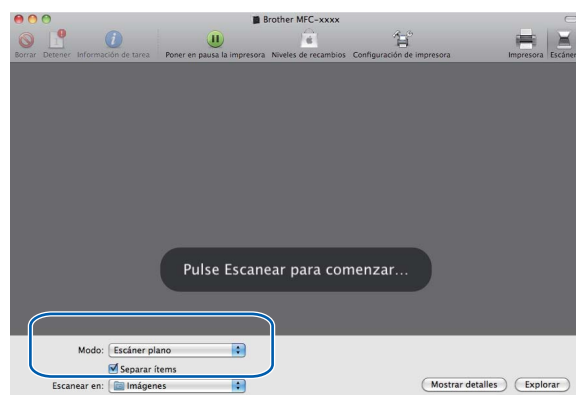 Brother MFC-xxxx
Borrar Detener Información de tarea Poner en pausa la impresora Niveles de recambios Configuración de impresora Impresora Escáner
Pulse Escanear para comenzar...
Modo: Escáner plano
Separar ítems
Escanear en: Imágenes Mostrar detalles Explorar